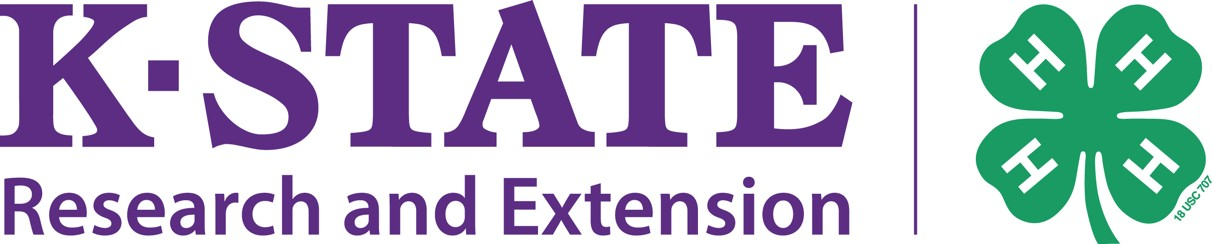 K·STATE
Research and Extension
H H
H H
18 USC 707